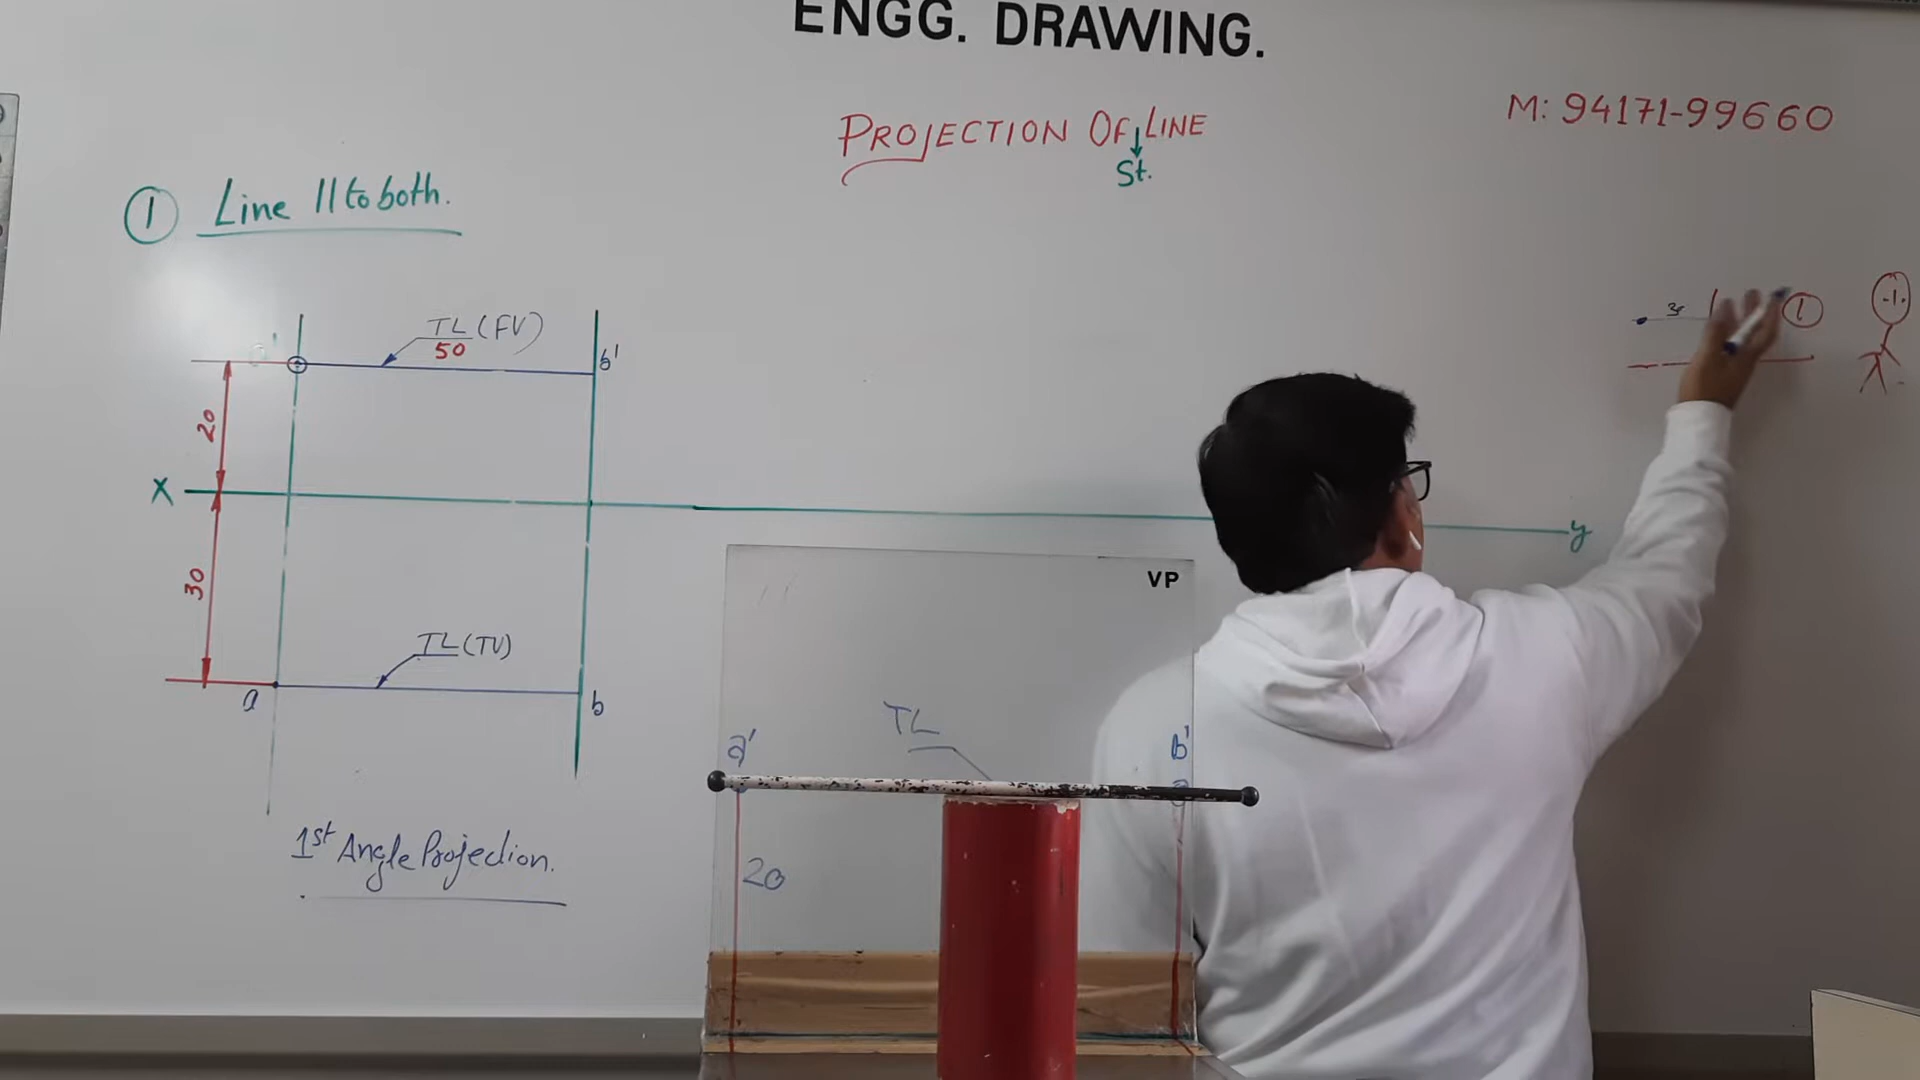 ENGG. DRAWING.
PROJECTION OF LINE
St.
M: 94171-99660
① Line || to both.
TL (FV)
50
b'
20
X
y
30
TL (TV)
a
b
1st Angle Projection.
VP
TL
a'
b'
20
①